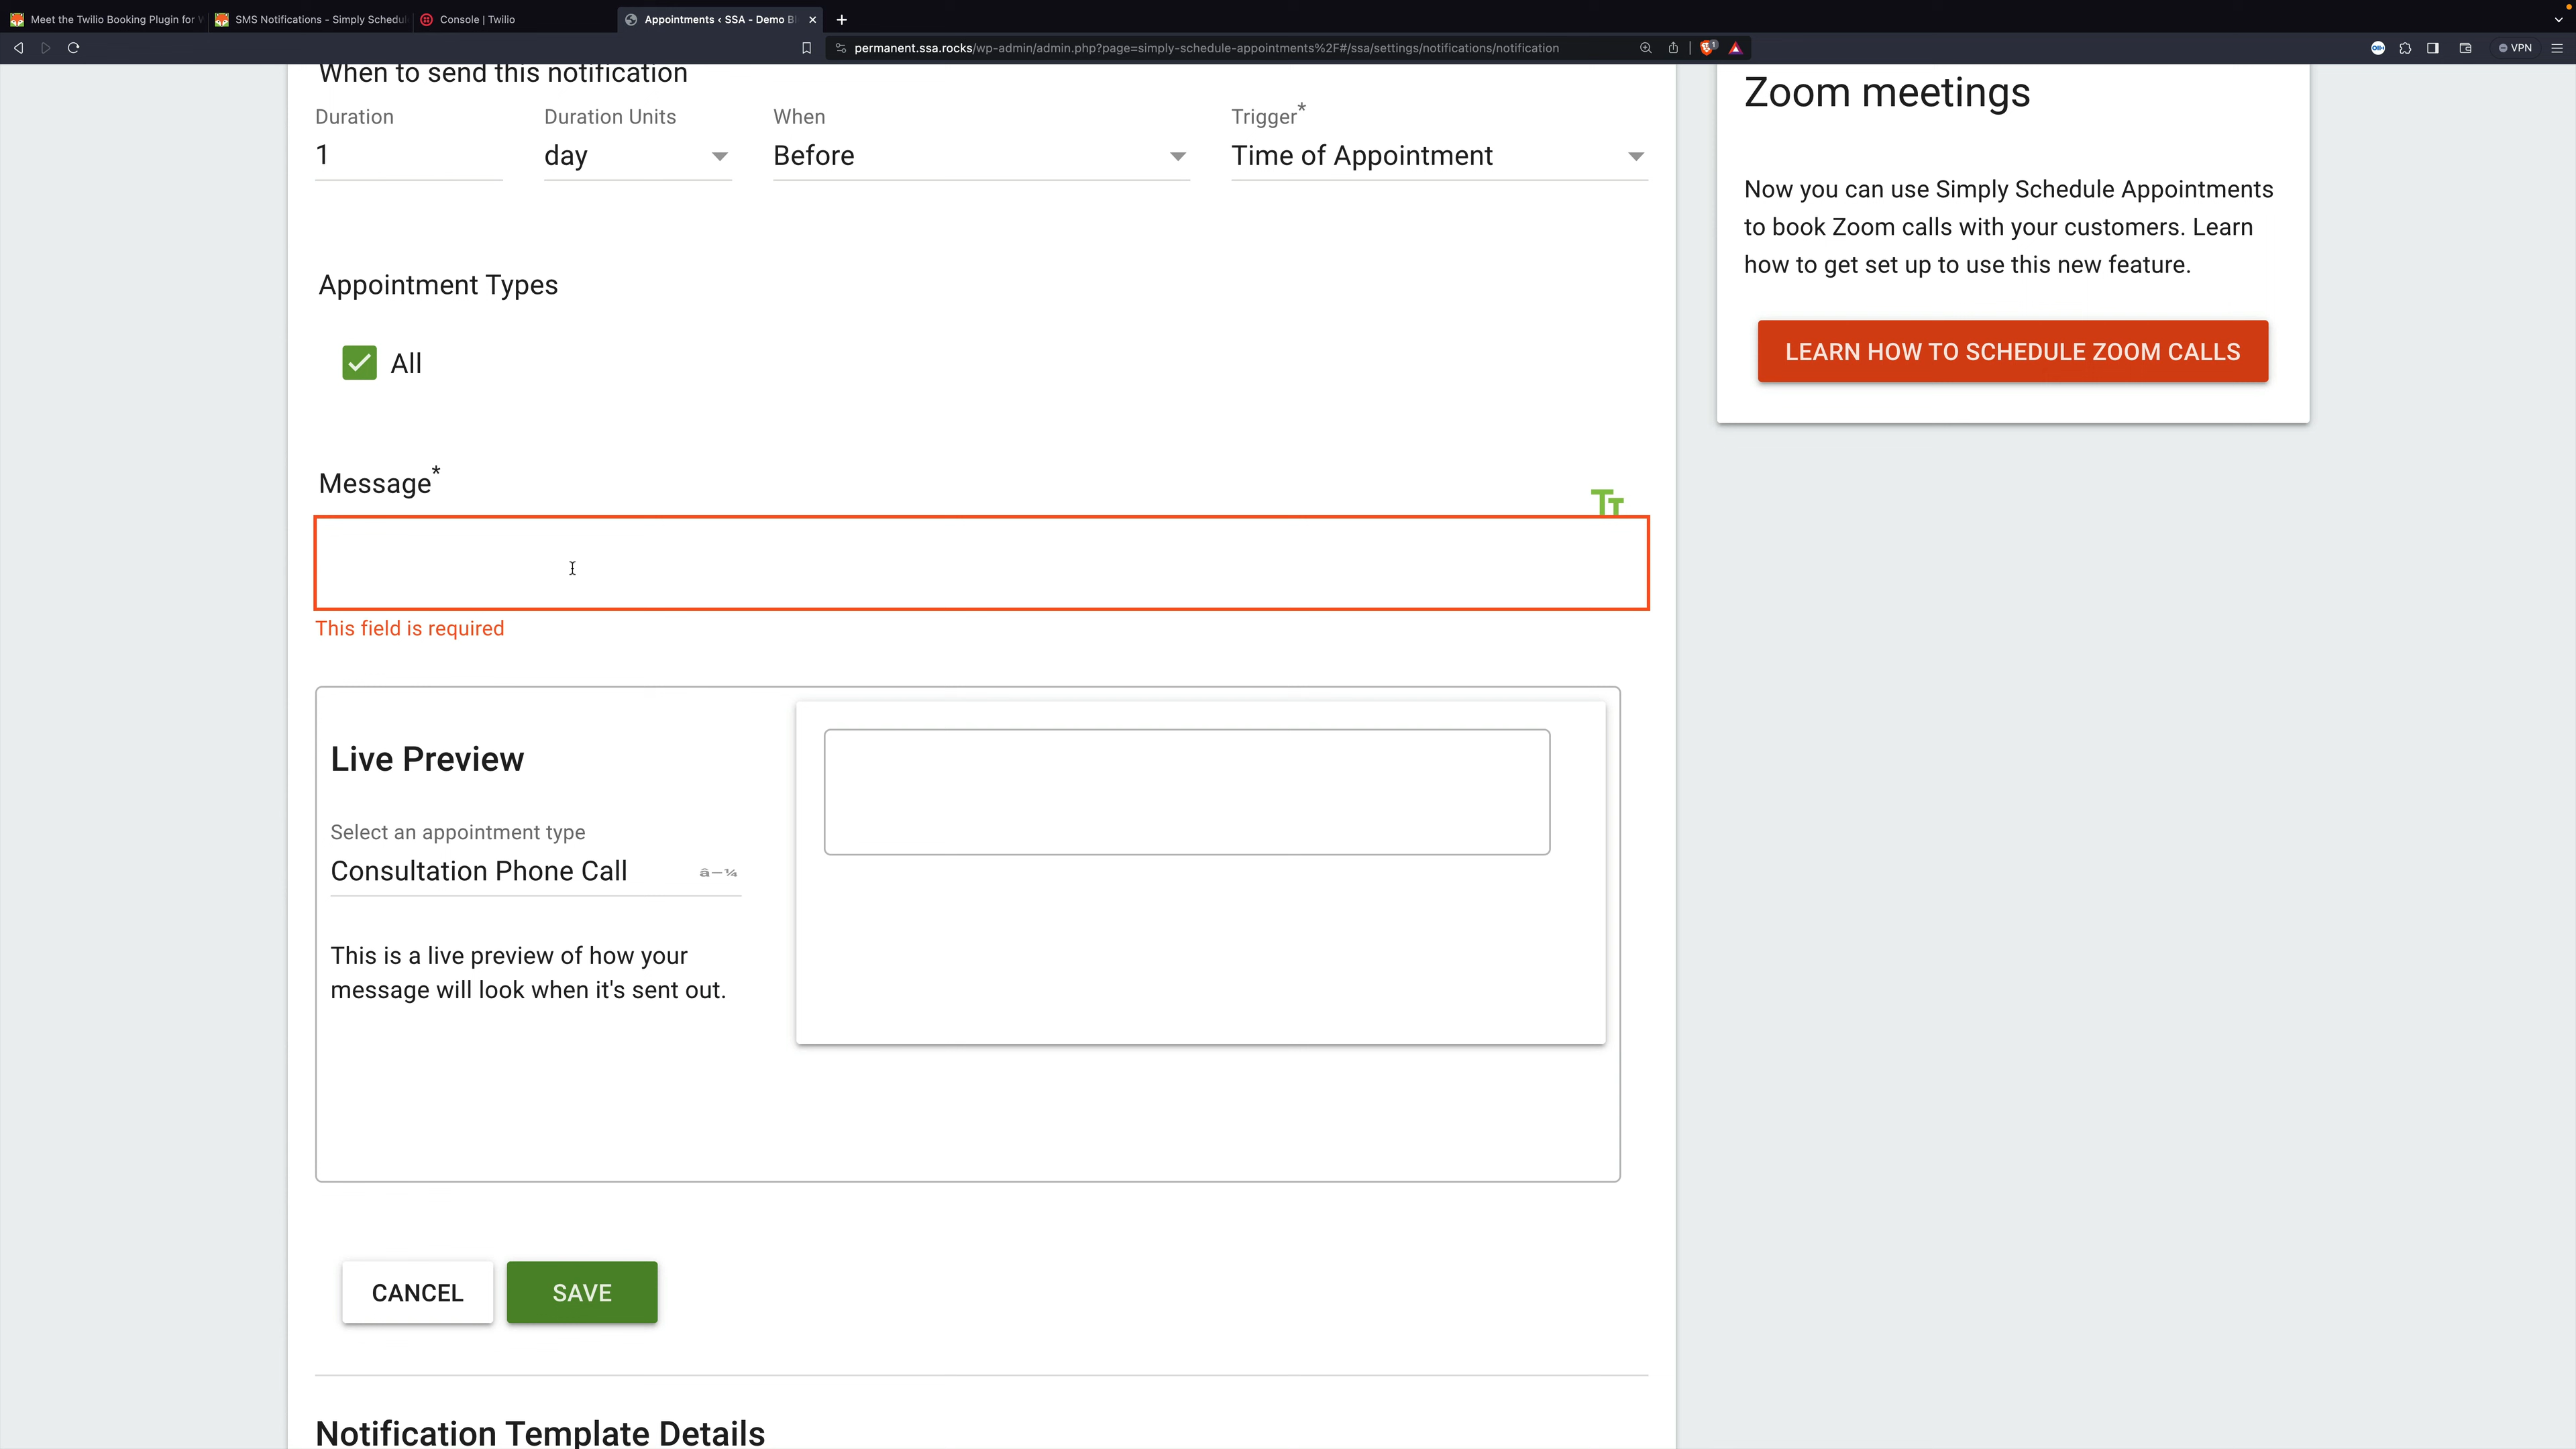 Meet the Twilio Booking Plugin for
SMS Notifications - Simply Schedul
Console | Twilio
Appointments ‹ SSA - Demo Bl
permanent.ssa.rocks/wp-admin/admin.php?page=simply-schedule-appointments%2F#/ssa/settings/notifications/notification
1
VPN
When to send this notification
Duration
Duration Units
When
Trigger*
1
day
Before
Time of Appointment
Appointment Types
All
Message*
Tт
This field is required
Live Preview
Select an appointment type
Consultation Phone Call
â–¼
This is a live preview of how your
message will look when it's sent out.
CANCEL
SAVE
Notification Template Details
Zoom meetings
Now you can use Simply Schedule Appointments
to book Zoom calls with your customers. Learn
how to get set up to use this new feature.
LEARN HOW TO SCHEDULE ZOOM CALLS